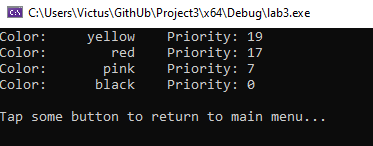 C:\Users\Victus\GithUb\Project3\x64\Debug\lab3.exe
Color:     yellow    Priority: 19
Color:        red    Priority: 17
Color:       pink    Priority: 7
Color:      black    Priority: 0
Tap some button to return to main menu...